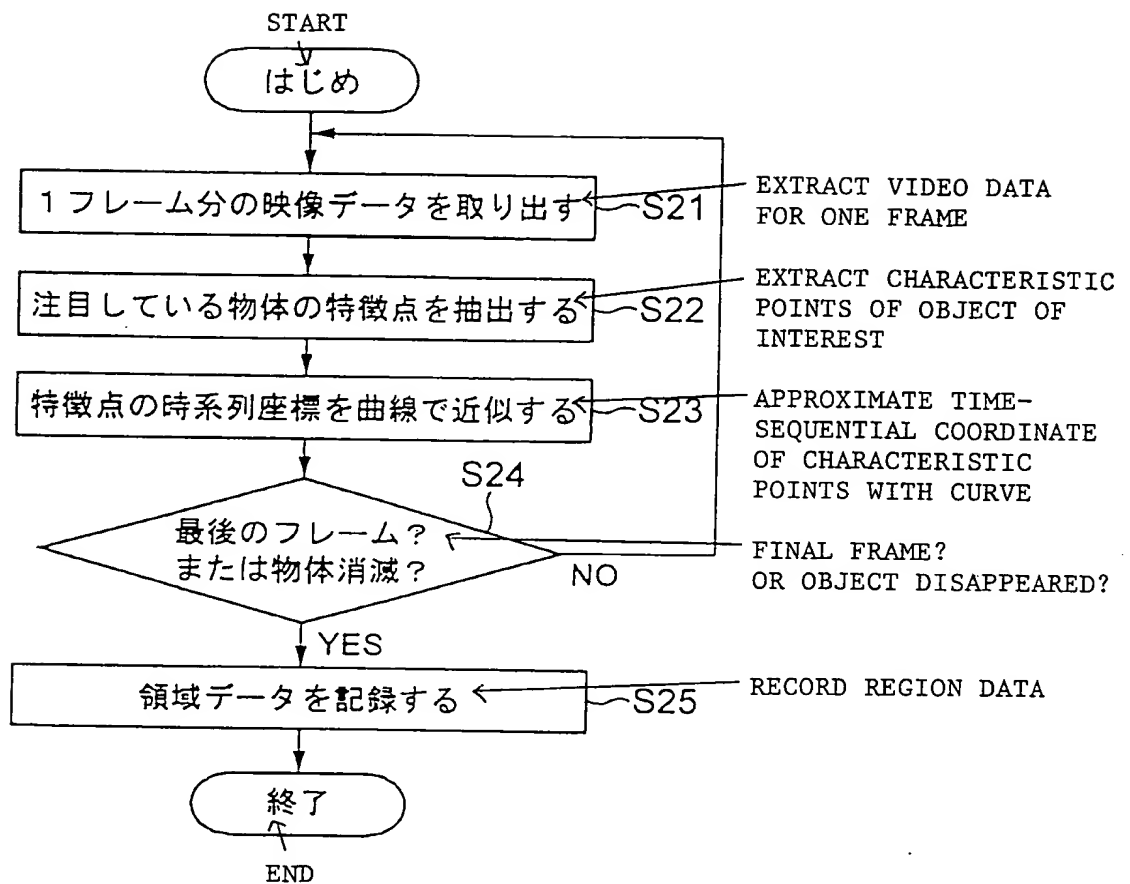 START
はじめ
1フレーム分の映像データを取り出す
S21
EXTRACT VIDEO DATA
FOR ONE FRAME
注目している物体の特徴点を抽出する
S22
EXTRACT CHARACTERISTIC
POINTS OF OBJECT OF
INTEREST
特徴点の時系列座標を曲線で近似する
S23
APPROXIMATE TIME-
SEQUENTIAL COORDINATE
OF CHARACTERISTIC
POINTS WITH CURVE
S24
最後のフレーム？
または物体消滅？
NO
FINAL FRAME?
OR OBJECT DISAPPEARED?
YES
領域データを記録する
S25
RECORD REGION DATA
終了
END